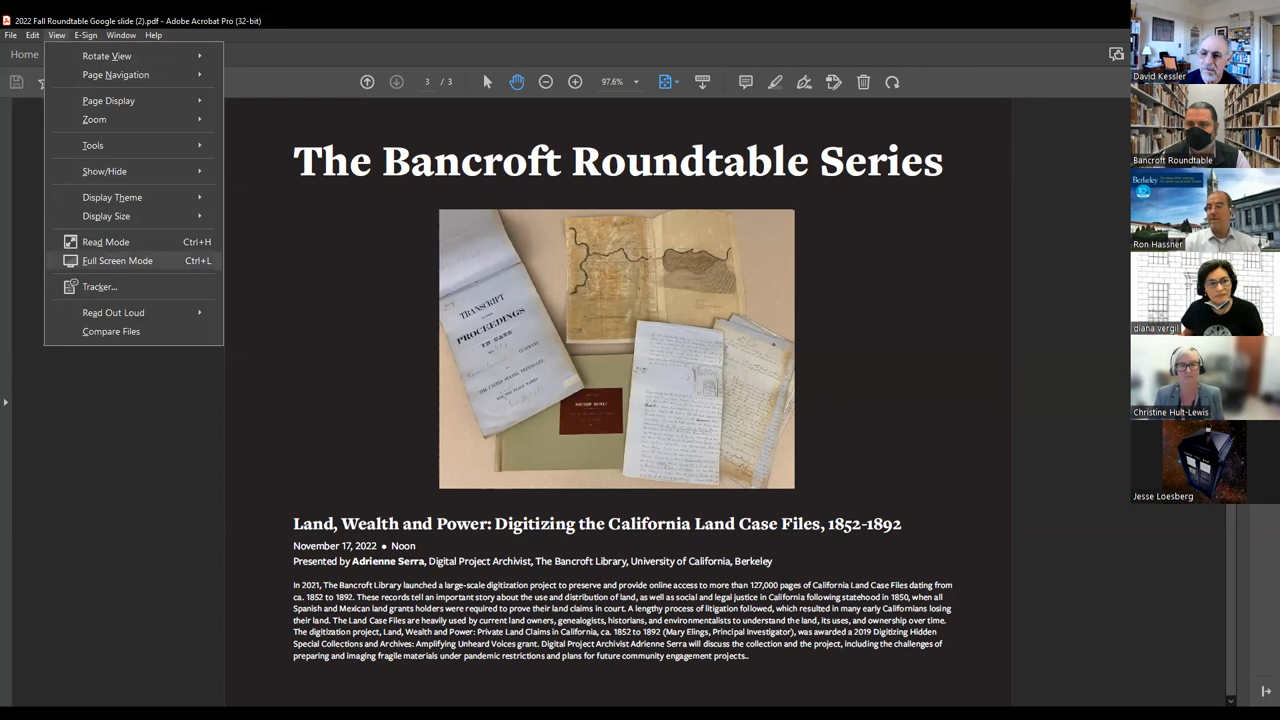 2022 Fall Roundtable Google slide (2).pdf - Adobe Acrobat Pro (32-bit)
File Edit View E-Sign Window Help
Home
3 / 3 97.6%
Rotate View
Page Navigation
Page Display
Zoom
Tools
Show/Hide
Display Theme
Display Size
Read Mode Ctrl+H
Full Screen Mode Ctrl+L
Tracker...
Read Out Loud
Compare Files
The Bancroft Roundtable Series
TRANSCRIPT
OF THE
PROCEEDINGS
IN CASE
CLAIMANT
THE UNITED STATES, DEFENDANT,
FOR THE PLACE NAMED
Land, Wealth and Power: Digitizing the California Land Case Files, 1852-1892
November 17, 2022 ● Noon
Presented by Adrienne Serra, Digital Project Archivist, The Bancroft Library, University of California, Berkeley
In 2021, The Bancroft Library launched a large-scale digitization project to preserve and provide online access to more than 127,000 pages of California Land Case Files dating from
ca. 1852 to 1892. These records tell an important story about the use and distribution of land, as well as social and legal justice in California following statehood in 1850, when all
Spanish and Mexican land grants holders were required to prove their land claims in court. A lengthy process of litigation followed, which resulted in many early Californians losing
their land. The Land Case Files are heavily used by current land owners, genealogists, historians, and environmentalists to understand the land, its uses, and ownership over time.
The digitization project, Land, Wealth and Power: Private Land Claims in California, ca. 1852 to 1892 (Mary Elings, Principal Investigator), was awarded a 2019 Digitizing Hidden
Special Collections and Archives: Amplifying Unheard Voices grant. Digital Project Archivist Adrienne Serra will discuss the collection and the project, including the challenges of
preparing and imaging fragile materials under pandemic restrictions and plans for future community engagement projects..
David Kessler
Bancroft Roundtable
Berkeley
Ron Hassner
diana vergil
Christine Hult-Lewis
Jesse Loesberg